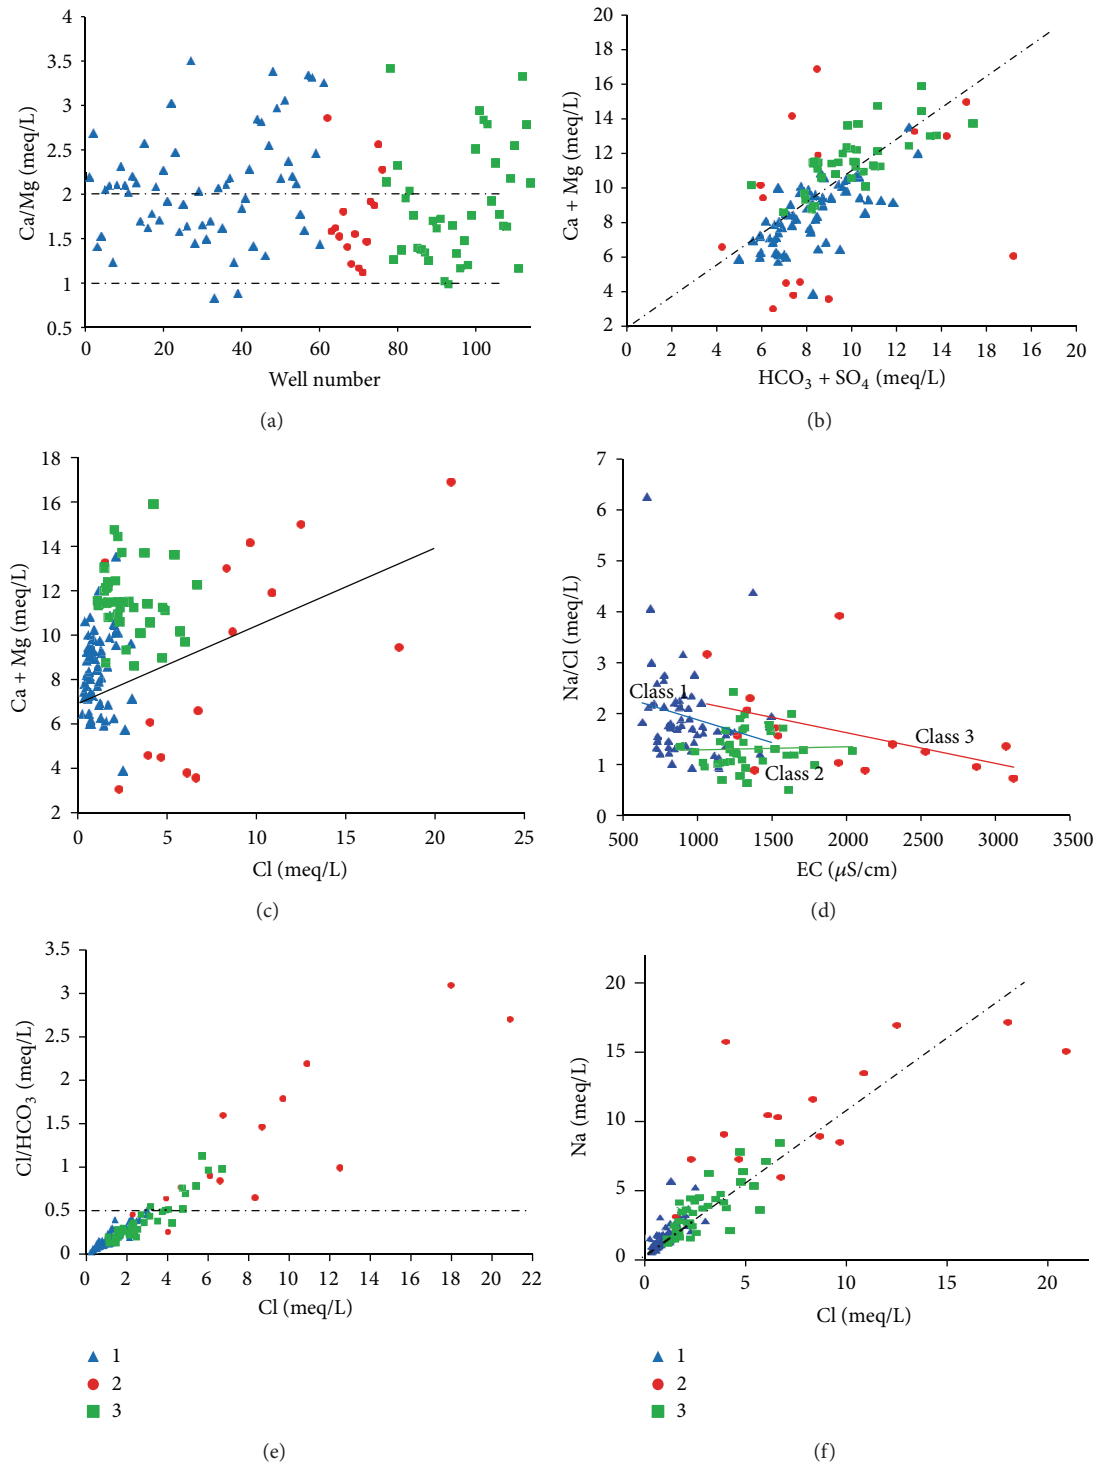 4
3.5
3
2.5
2
1.5
1
0.5
Ca/Mg (meq/L)
0 20 40 60 80 100
Well number
(a)
20
18
16
14
12
10
8
6
4
2
Ca + Mg (meq/L)
0 2 4 6 8 10 12 14 16 18 20
HCO₃ + SO₄ (meq/L)
(b)
18
16
14
12
10
8
6
4
2
Ca + Mg (meq/L)
0 5 10 15 20 25
Cl (meq/L)
(c)
7
6
5
4
3
2
1
0
Na/Cl (meq/L)
Class 1
Class 3
Class 2
500 1000 1500 2000 2500 3000 3500
EC (μS/cm)
(d)
3.5
3
2.5
2
1.5
1
0.5
0
Cl/HCO₃ (meq/L)
0 2 4 6 8 10 12 14 16 18 20 22
Cl (meq/L)
1
2
3
(e)
20
15
10
5
0
Na (meq/L)
0 5 10 15 20
Cl (meq/L)
1
2
3
(f)